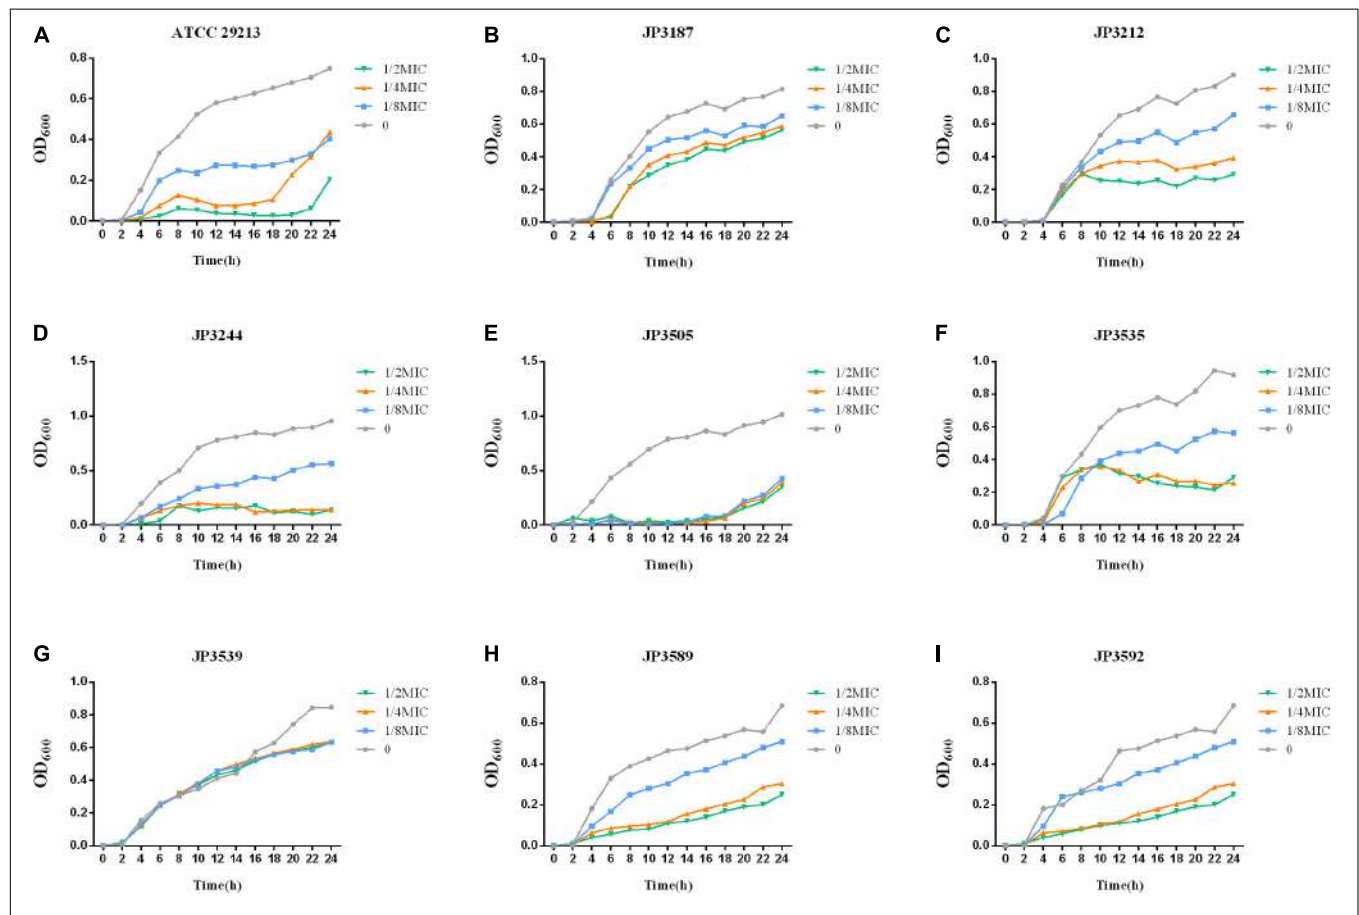 A
ATCC 29213
0.8
0.6
0.4
0.2
0.0
OD600
0 2 4 6 8 10 12 14 16 18 20 22 24
Time(h)
1/2MIC
1/4MIC
1/8MIC
0
B
JP3187
1.0
0.8
0.6
0.4
0.2
0.0
OD600
0 2 4 6 8 10 12 14 16 18 20 22 24
Time(h)
1/2MIC
1/4MIC
1/8MIC
0
C
JP3212
1.0
0.8
0.6
0.4
0.2
0.0
OD600
0 2 4 6 8 10 12 14 16 18 20 22 24
Time(h)
1/2MIC
1/4MIC
1/8MIC
0
D
JP3244
1.5
1.0
0.5
0.0
OD600
0 2 4 6 8 10 12 14 16 18 20 22 24
Time(h)
1/2MIC
1/4MIC
1/8MIC
0
E
JP3505
1.5
1.0
0.5
0.0
OD600
0 2 4 6 8 10 12 14 16 18 20 22 24
Time(h)
1/2MIC
1/4MIC
1/8MIC
0
F
JP3535
1.0
0.8
0.6
0.4
0.2
0.0
OD600
0 2 4 6 8 10 12 14 16 18 20 22 24
Time(h)
1/2MIC
1/4MIC
1/8MIC
0
G
JP3539
1.0
0.8
0.6
0.4
0.2
0.0
OD600
0 2 4 6 8 10 12 14 16 18 20 22 24
Time(h)
1/2MIC
1/4MIC
1/8MIC
0
H
JP3589
0.8
0.6
0.4
0.2
0.0
OD600
0 2 4 6 8 10 12 14 16 18 20 22 24
Time(h)
1/2MIC
1/4MIC
1/8MIC
0
I
JP3592
0.8
0.6
0.4
0.2
0.0
OD600
0 2 4 6 8 10 12 14 16 18 20 22 24
Time(h)
1/2MIC
1/4MIC
1/8MIC
0